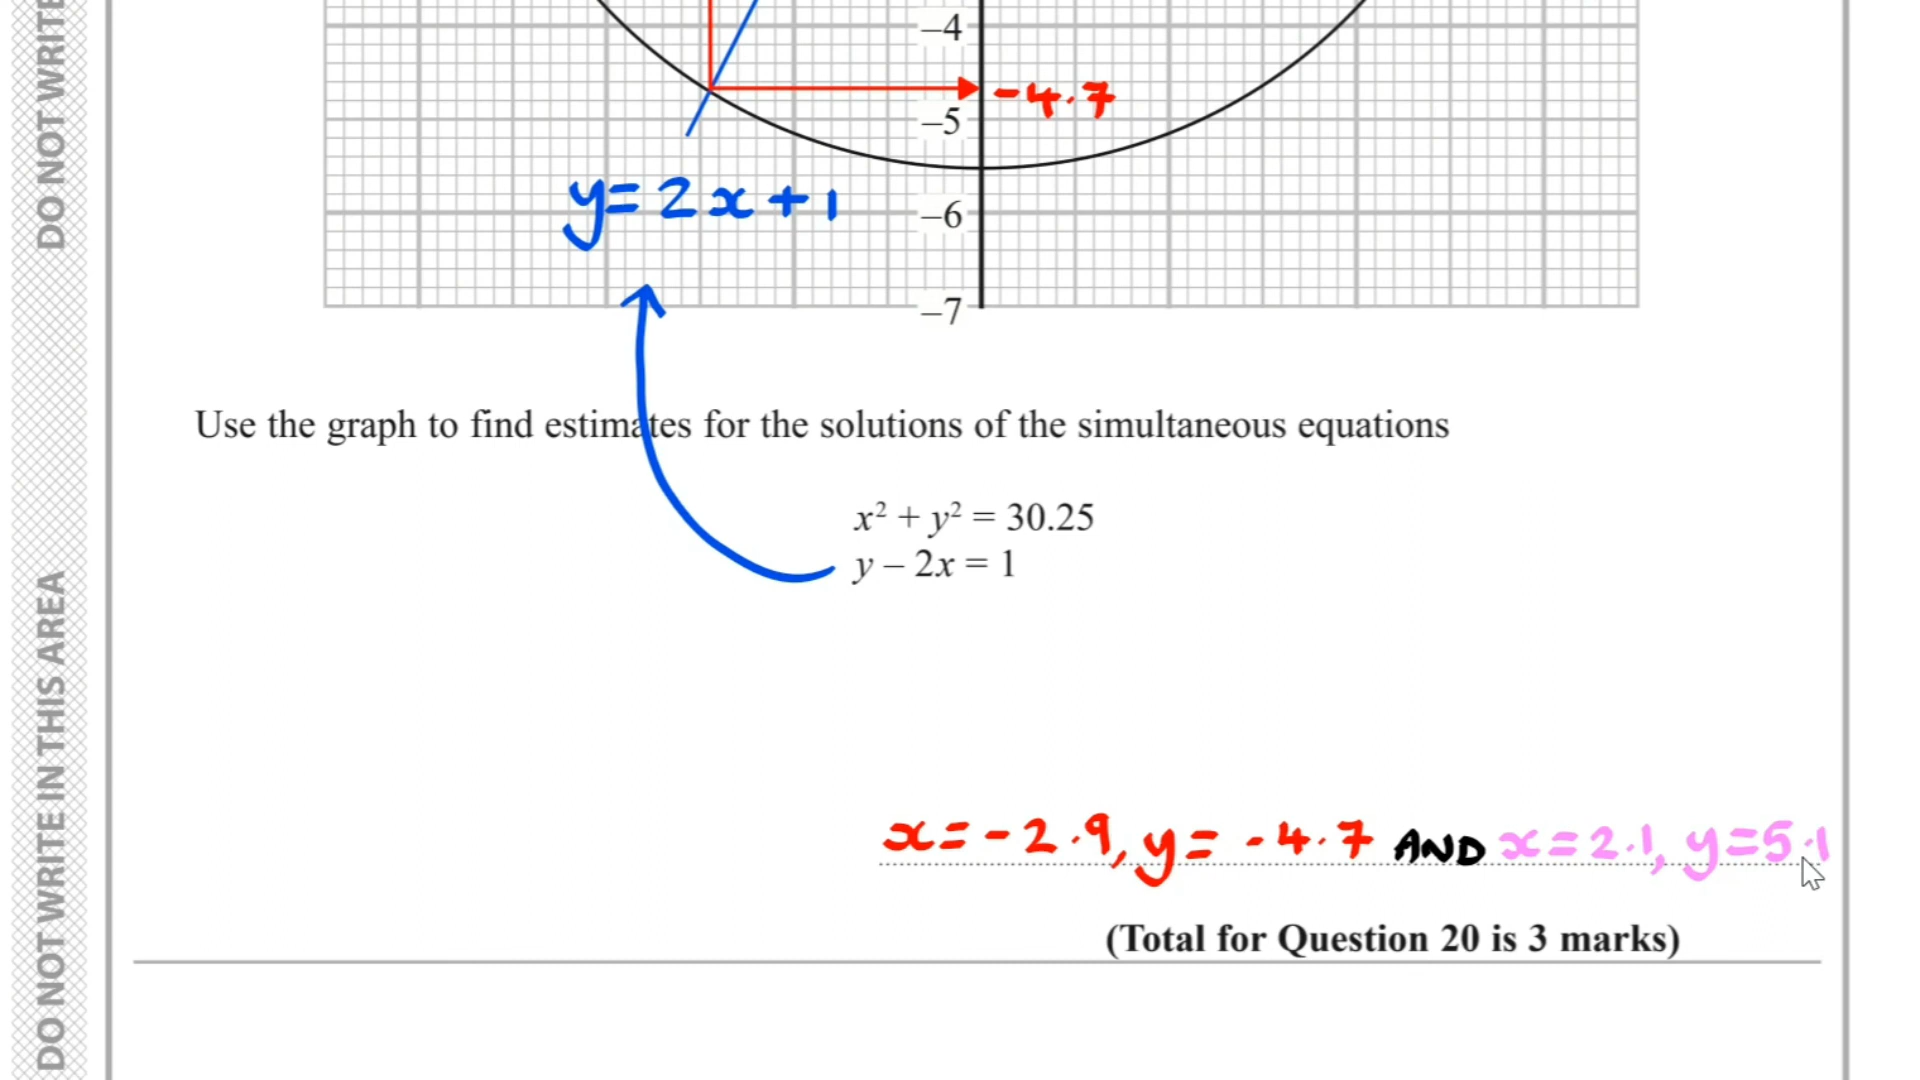 DO NOT WRITE
–4
-4.7
–5
y=2x+1
–6
–7
Use the graph to find estimates for the solutions of the simultaneous equations
x² + y² = 30.25
y – 2x = 1
DO NOT WRITE IN THIS AREA
x=-2.9, y=-4.7 AND x=2.1, y=5.1
(Total for Question 20 is 3 marks)